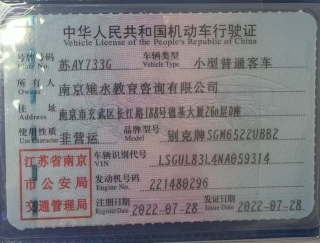 中华人民共和国机动车行驶证
Vehicle License of the People's Republic of China
号牌号码 苏AY733G 车辆类型 小型普通客车
Plate No. Vehicle Type
所有人 南京雉水教育咨询有限公司
Owner
住址 南京市玄武区长江路188号德基大厦26层D座
Address
使用性质 非营运 品牌型号 别克牌SGM6522UBB2
Use Character Model
江苏省南京 车辆识别代号 LSGUL83L4NA059314
VIN
市公安局 发动机号码 221480296
Engine No.
交通管理局 注册日期 2022-07-28 发证日期 2022-07-28
Register Date Issue Date